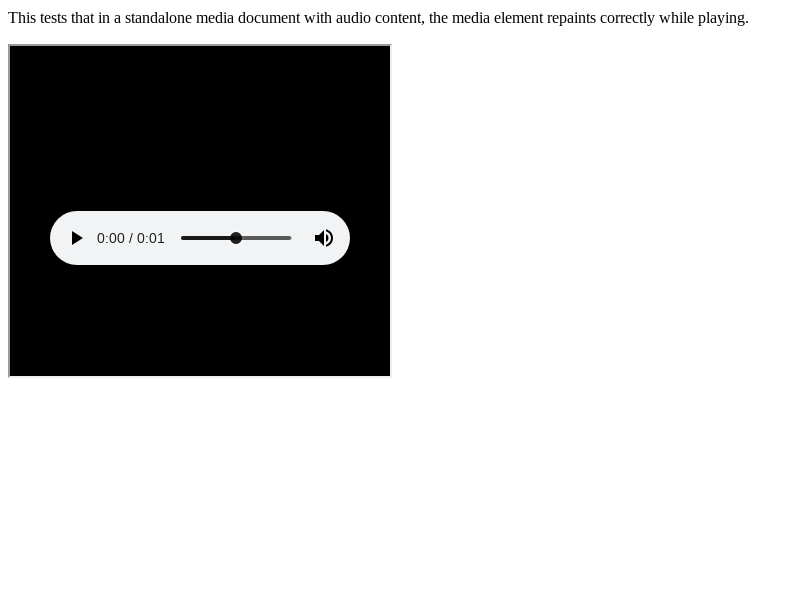 This tests that in a standalone media document with audio content, the media element repaints correctly while playing.
0:00 / 0:01